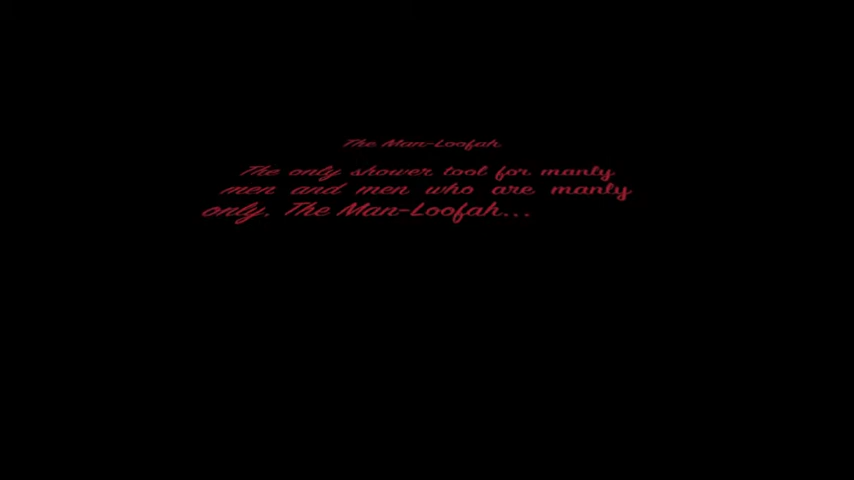 The Man-Loofah
The only shower tool for manly
men and men who are manly
only. The Man-Loofah...